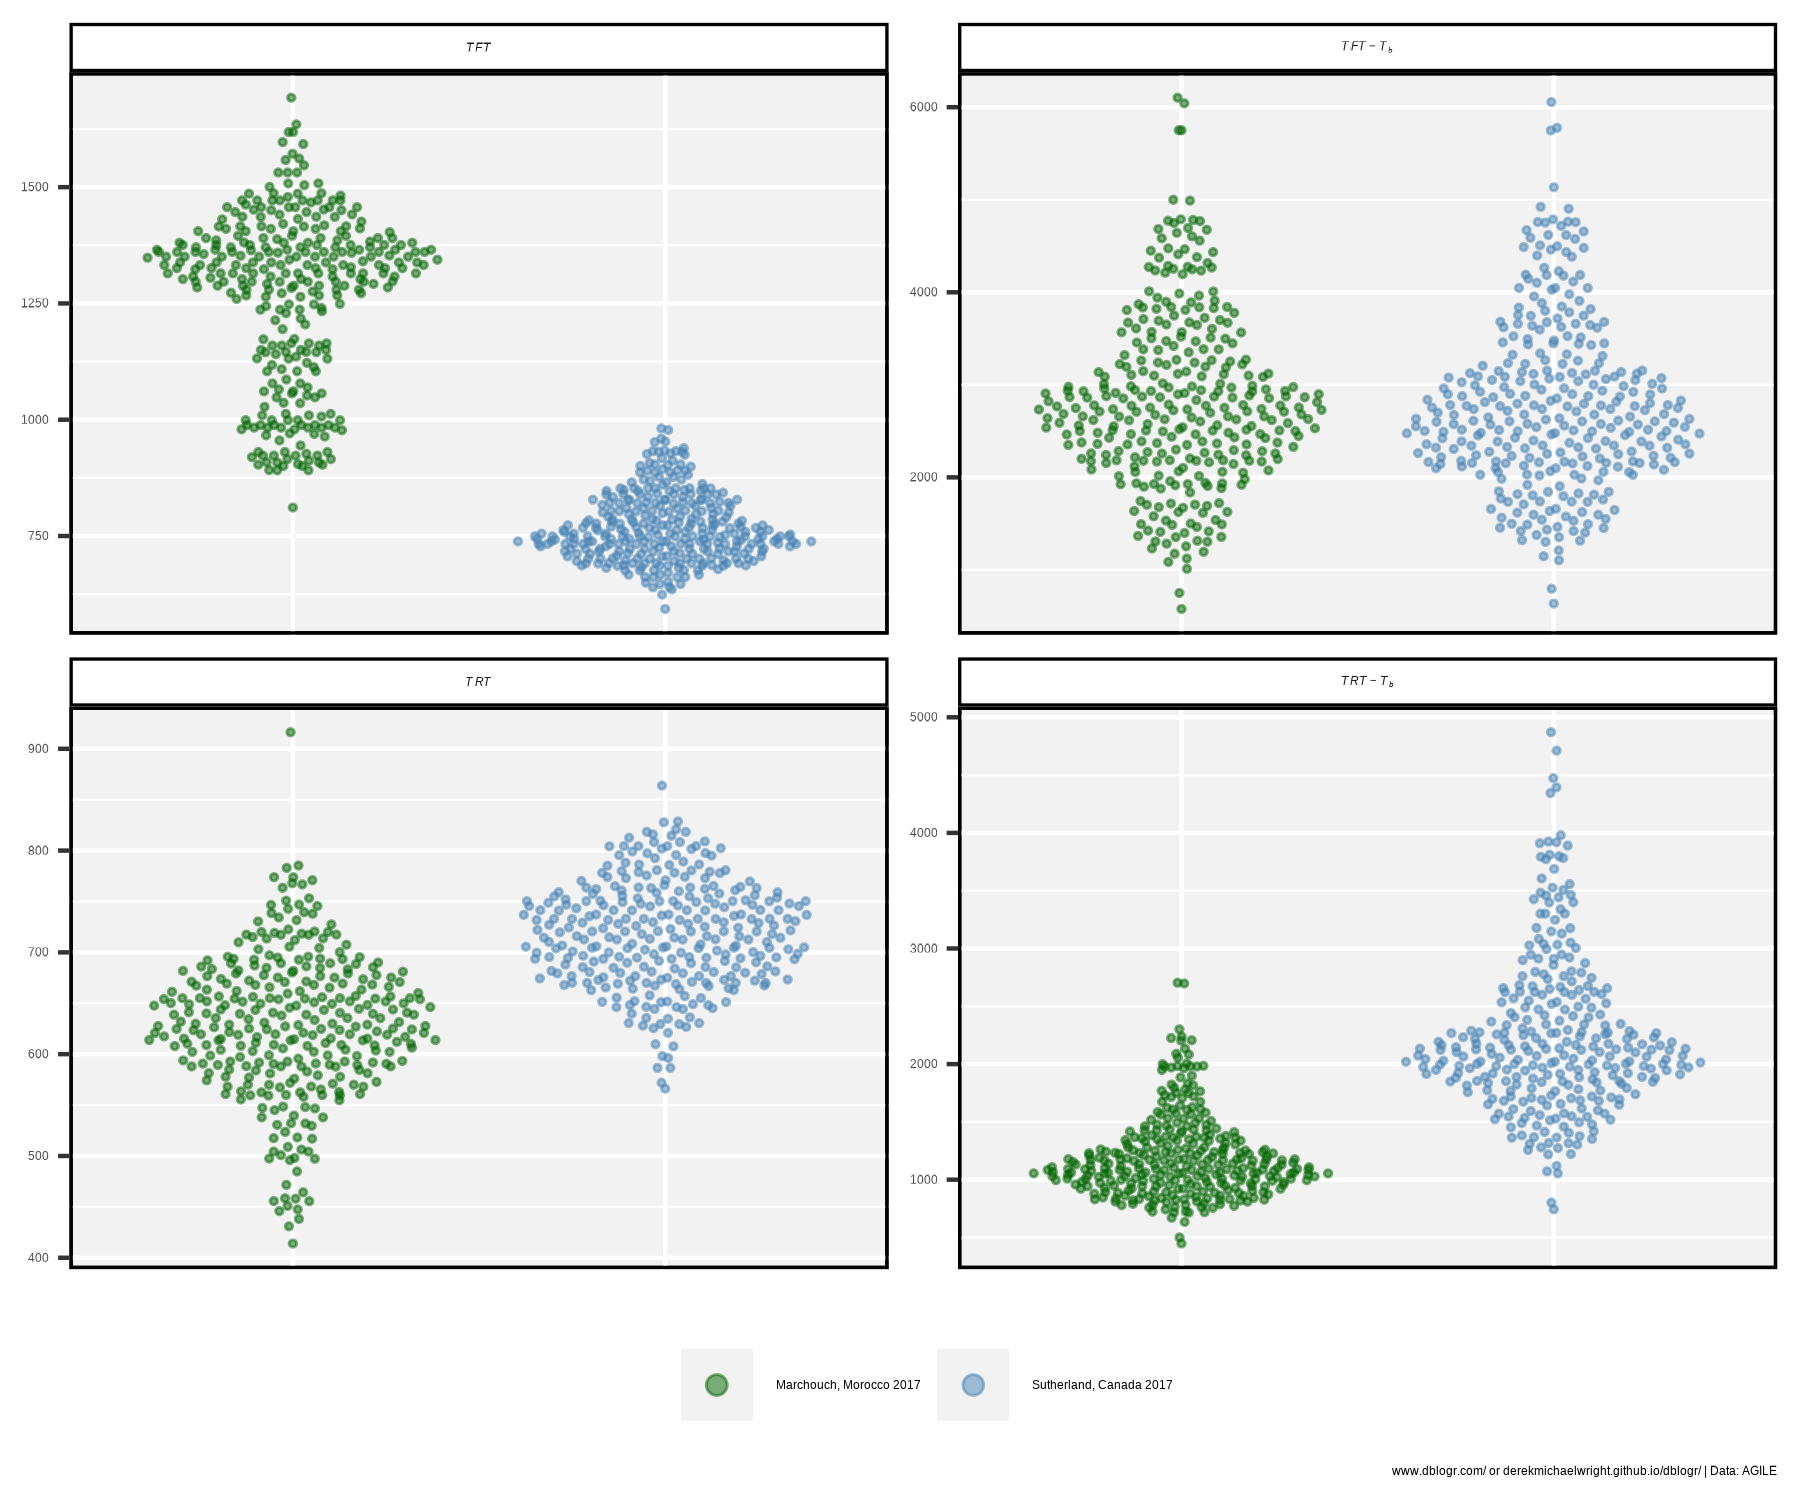 TFT
TFT − Tb
1500
1250
1000
750
6000
4000
2000
TRT
TRT − Tb
900
800
700
600
500
400
5000
4000
3000
2000
1000
Marchouch, Morocco 2017
Sutherland, Canada 2017
www.dblogr.com/ or derekmichaelwright.github.io/dblogr/ | Data: AGILE